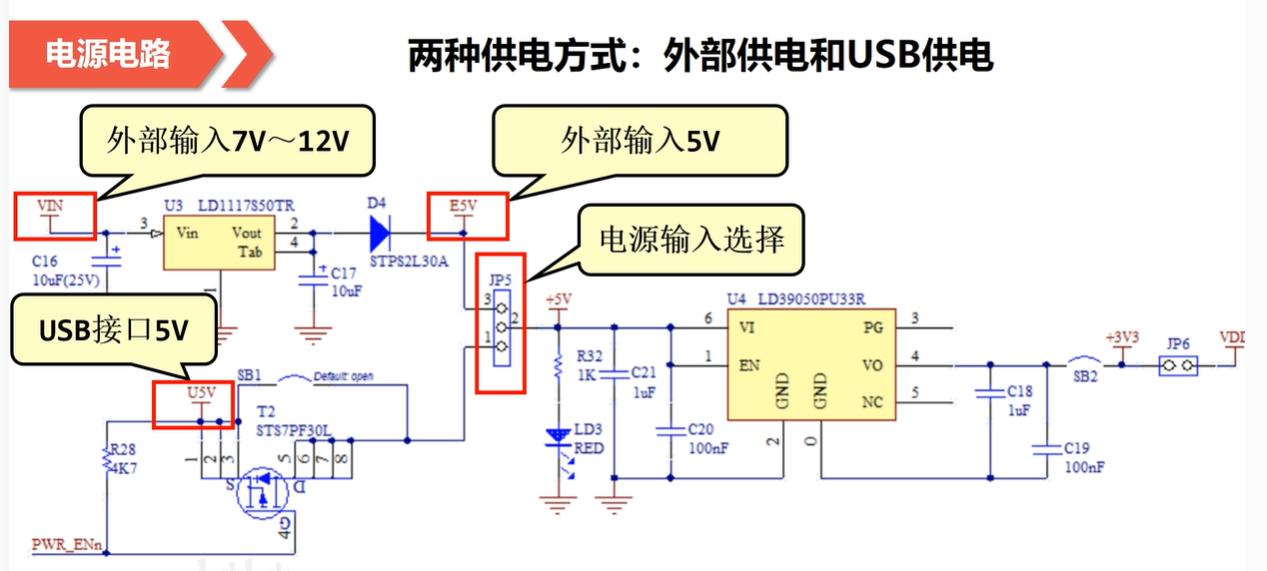 电源电路
两种供电方式：外部供电和USB供电
外部输入7V～12V
外部输入5V
VIN
U3 LD1117S50TR
D4
E5V
3
Vin
Vout
2
Tab
4
电源输入选择
C16
10uF(25V)
1
C17
10uF
STPS2L30A
JP5
3
2
1
+5V
U4 LD39050PU33R
USB接口5V
6
VI
PG
3
1
EN
VO
4
GND
GND
NC
5
2
0
R32
1K
C21
1uF
C20
100nF
LD3
RED
+3V3
JP6
SB2
C18
1uF
C19
100nF
U5V
SB1
Default: open
T2
STS7PF30L
R28
4K7
1
2
3
5
6
7
8
S
D
G
4
PWR_ENn